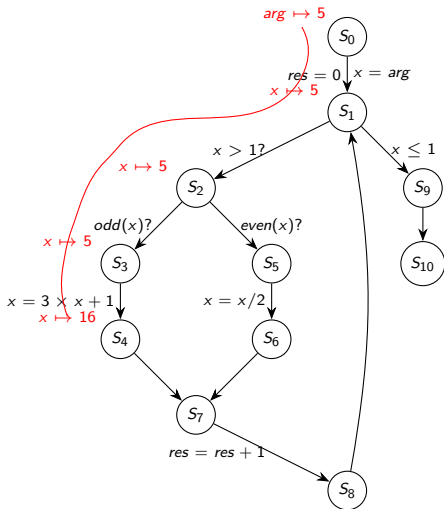 arg ↦ 5
S0
res = 0
x = arg
x ↦ 5
S1
x > 1?
x ≤ 1
x ↦ 5
S2
S9
odd(x)?
even(x)?
x ↦ 5
S3
S5
S10
x = 3 × x + 1
x = x/2
x ↦ 16
S4
S6
S7
res = res + 1
S8